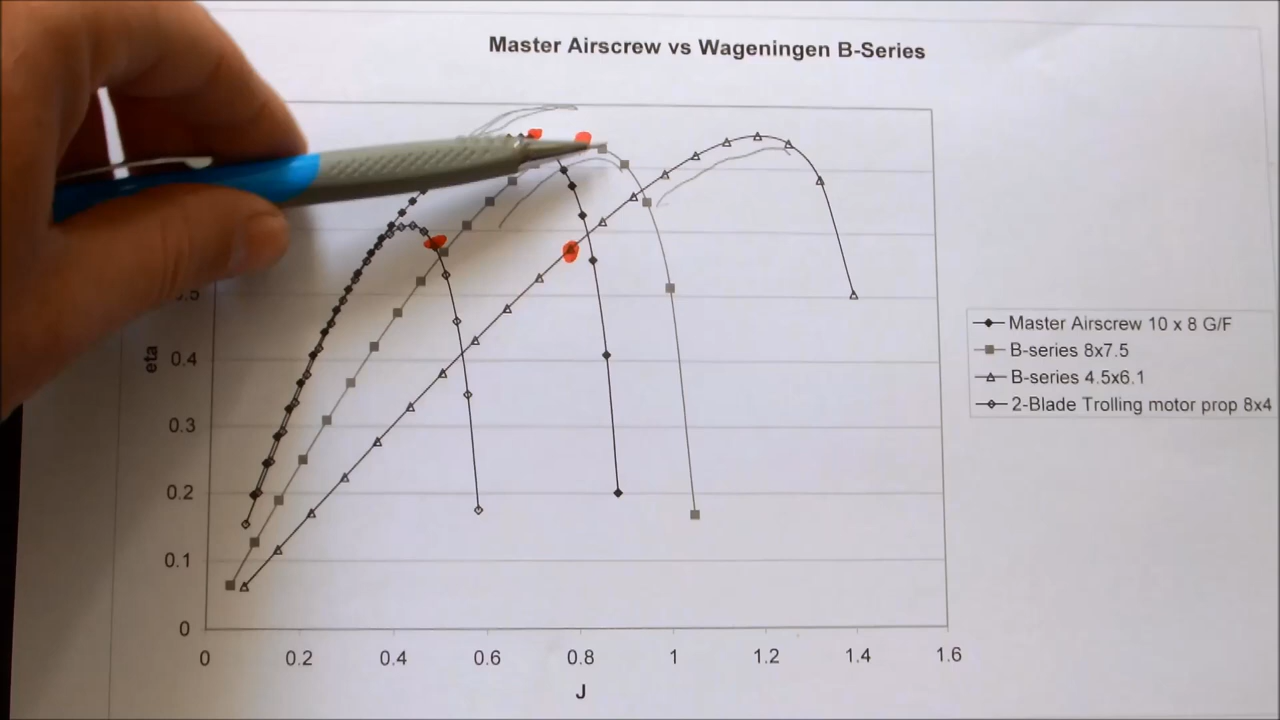 Master Airscrew vs Wageningen B-Series
eta
0.4
0.3
0.2
0.1
0
0
0.2
0.4
0.6
0.8
1
1.2
1.4
1.6
J
Master Airscrew 10 x 8 G/F
B-series 8x7.5
B-series 4.5x6.1
2-Blade Trolling motor prop 8x4